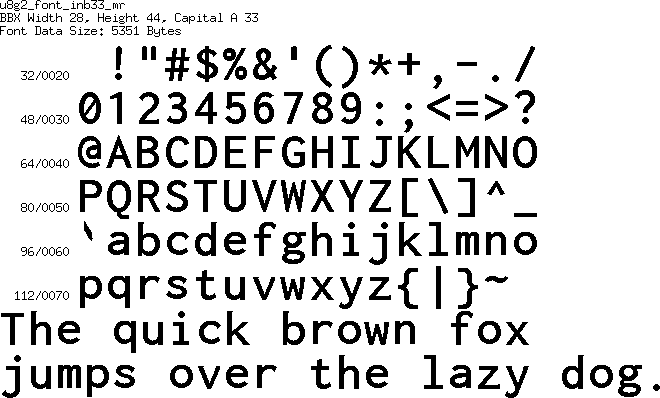 u8g2_font_inb33_mr
BBX Width 28, Height 44, Capital A 33
Font Data Size: 5351 Bytes
32/0020 !"#$%&'()*+,-./
48/0030 0123456789:;<=>?
64/0040 @ABCDEFGHIJKLMNO
80/0050 PQRSTUVWXYZ[\]^_
96/0060 `abcdefghijklmno
112/0070 pqrstuvwxyz{|}~
The quick brown fox
jumps over the lazy dog.